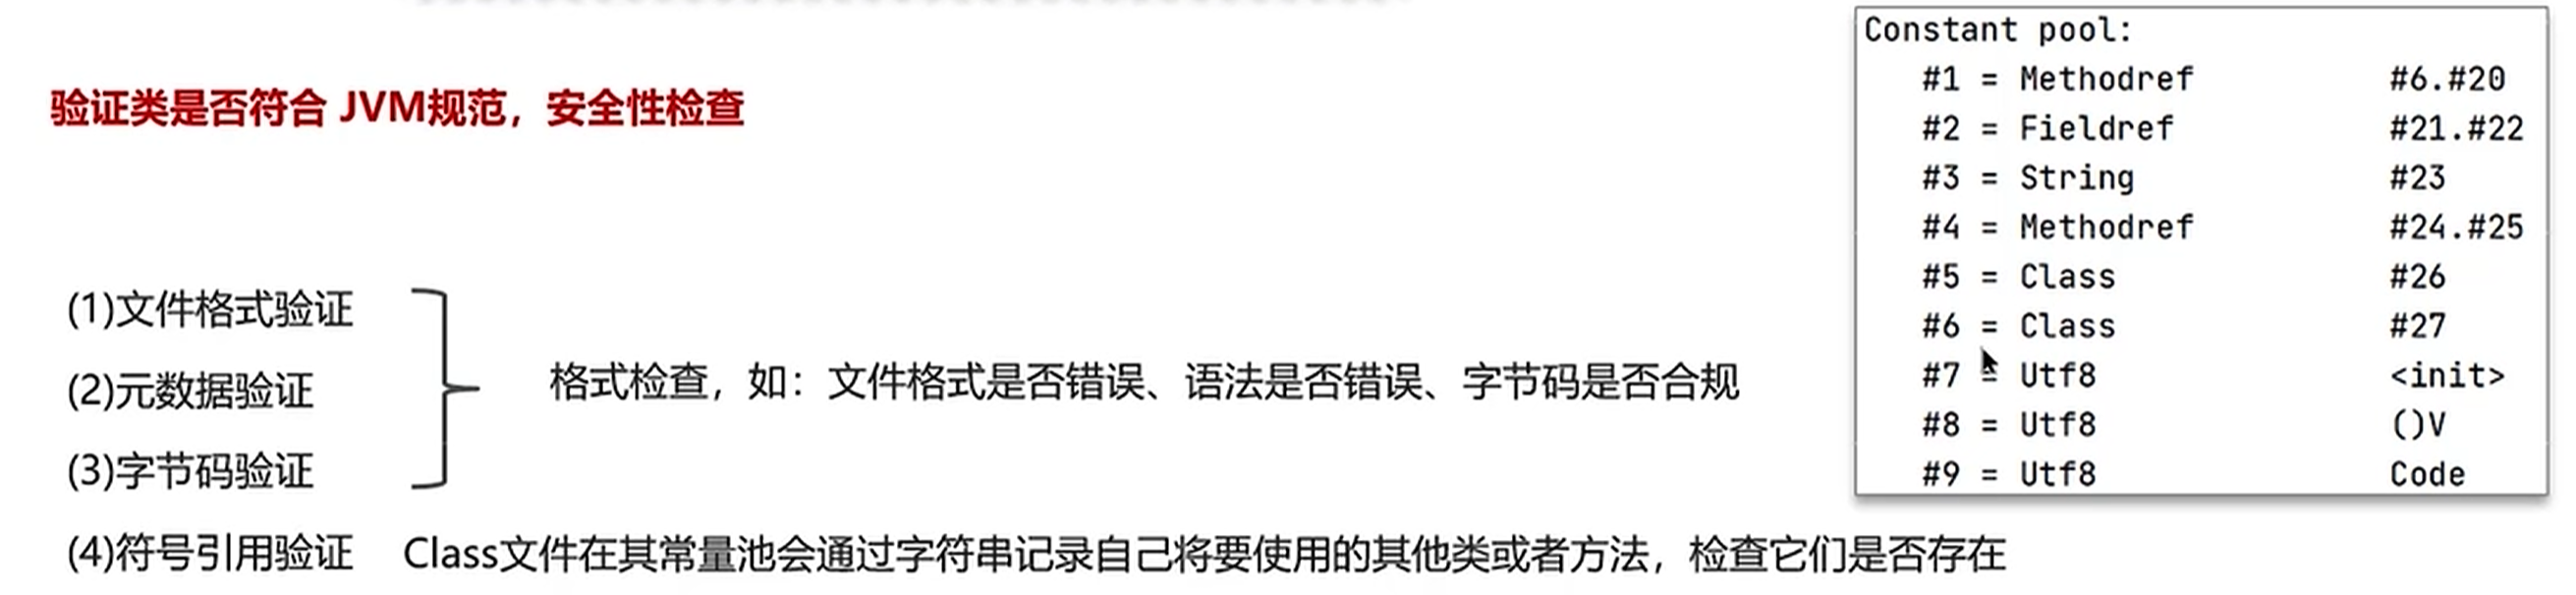 验证类是否符合 JVM规范，安全性检查
(1)文件格式验证
(2)元数据验证
(3)字节码验证
格式检查，如：文件格式是否错误、语法是否错误、字节码是否合规
(4)符号引用验证 Class文件在其常量池会通过字符串记录自己将要使用的其他类或者方法，检查它们是否存在
Constant pool:
#1 = Methodref #6.#20
#2 = Fieldref #21.#22
#3 = String #23
#4 = Methodref #24.#25
#5 = Class #26
#6 = Class #27
#7 = Utf8 <init>
#8 = Utf8 ()V
#9 = Utf8 Code